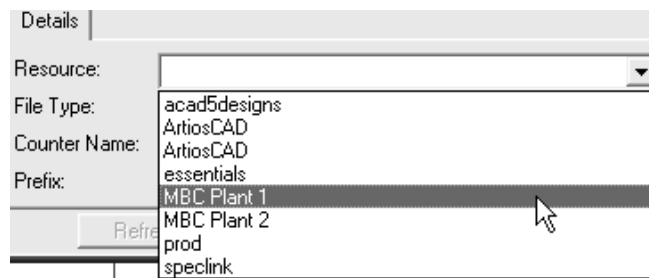 Details
Resource:
File Type:
acad5designs
ArtiosCAD
Counter Name:
ArtiosCAD
essentials
Prefix:
MBC Plant 1
MBC Plant 2
prod
speclink